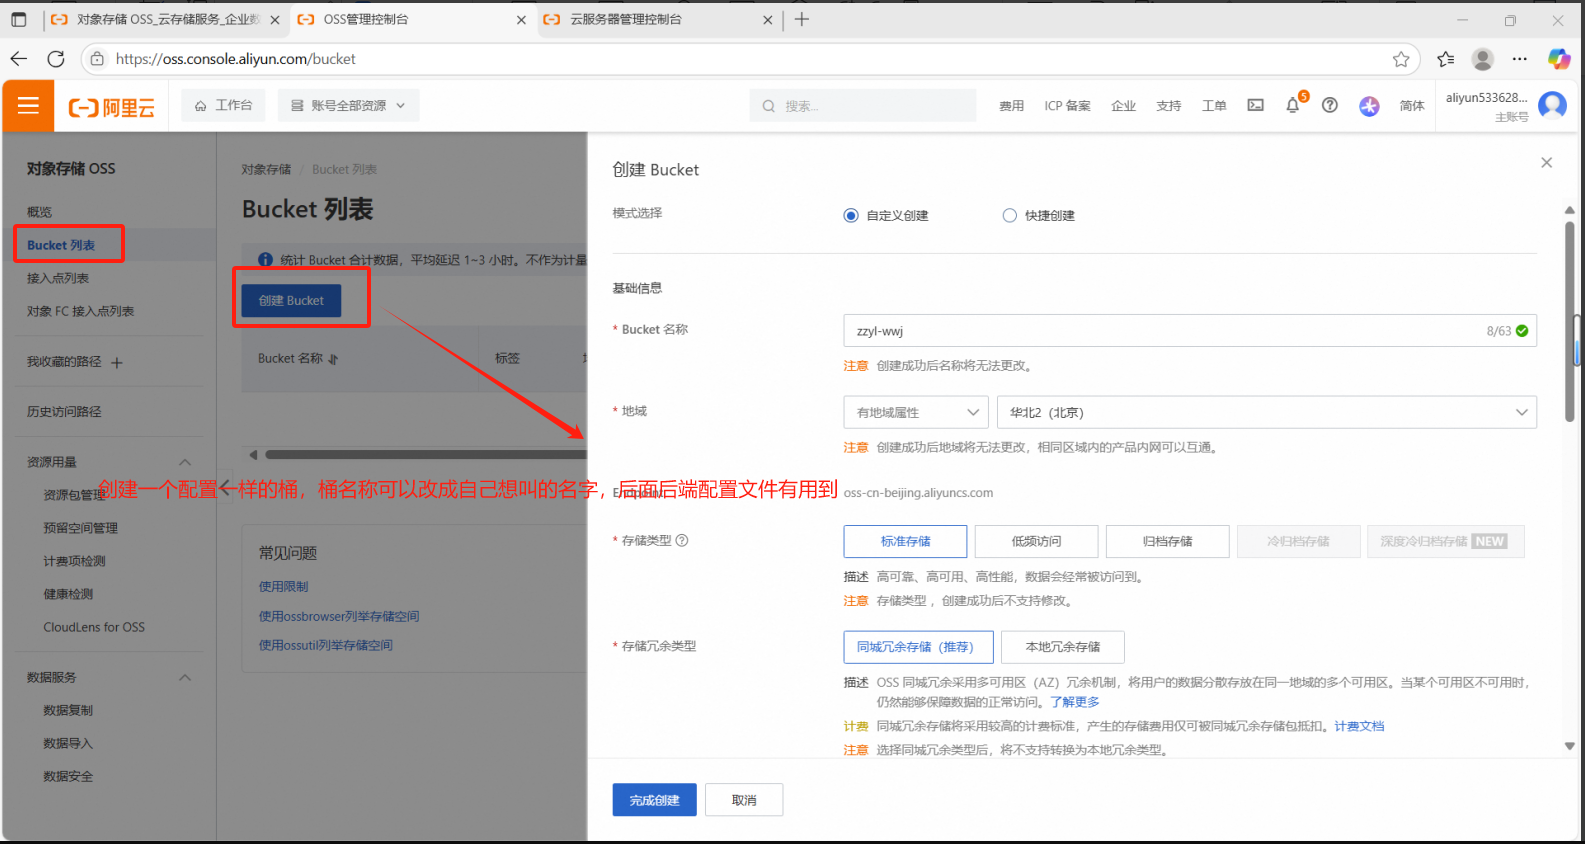 对象存储 OSS_云存储服务_企业数
OSS管理控制台
云服务器管理控制台
https://oss.console.aliyun.com/bucket
阿里云
工作台
账号全部资源
搜索...
费用
ICP 备案
企业
支持
工单
5
简体
aliyun533628...
主账号
对象存储 OSS
概览
Bucket 列表
接入点列表
对象 FC 接入点列表
我收藏的路径
历史访问路径
资源用量
资源包管理
预留空间管理
计费项检测
健康检测
CloudLens for OSS
数据服务
数据复制
数据导入
数据安全
对象存储 / Bucket 列表
Bucket 列表
统计 Bucket 合计数据，平均延迟 1~3 小时。不作为计量
创建 Bucket
Bucket 名称
标签
创建一个配置一样的桶，桶名称可以改成自己想叫的名字，后面后端配置文件有用到
常见问题
使用限制
使用ossbrowser列举存储空间
使用ossutil列举存储空间
创建 Bucket
模式选择
自定义创建
快捷创建
基础信息
* Bucket 名称
zzyl-wwj
8/63
注意 创建成功后名称将无法更改。
* 地域
有地域属性
华北2（北京）
注意 创建成功后地域将无法更改，相同区域内的产品内网可以互通。
Endpoint
oss-cn-beijing.aliyuncs.com
* 存储类型
标准存储
低频访问
归档存储
冷归档存储
深度冷归档存储 NEW
描述 高可靠、高可用、高性能，数据会经常被访问到。
注意 存储类型 ，创建成功后不支持修改。
* 存储冗余类型
同城冗余存储（推荐）
本地冗余存储
描述 OSS 同城冗余采用多可用区（AZ）冗余机制，将用户的数据分散存放在同一地域的多个可用区。当某个可用区不可用时，
仍然能够保障数据的正常访问。了解更多
计费 同城冗余存储将采用较高的计费标准，产生的存储费用仅可被同城冗余存储包抵扣。计费文档
注意 选择同城冗余类型后，将不支持转换为本地冗余类型。
完成创建
取消